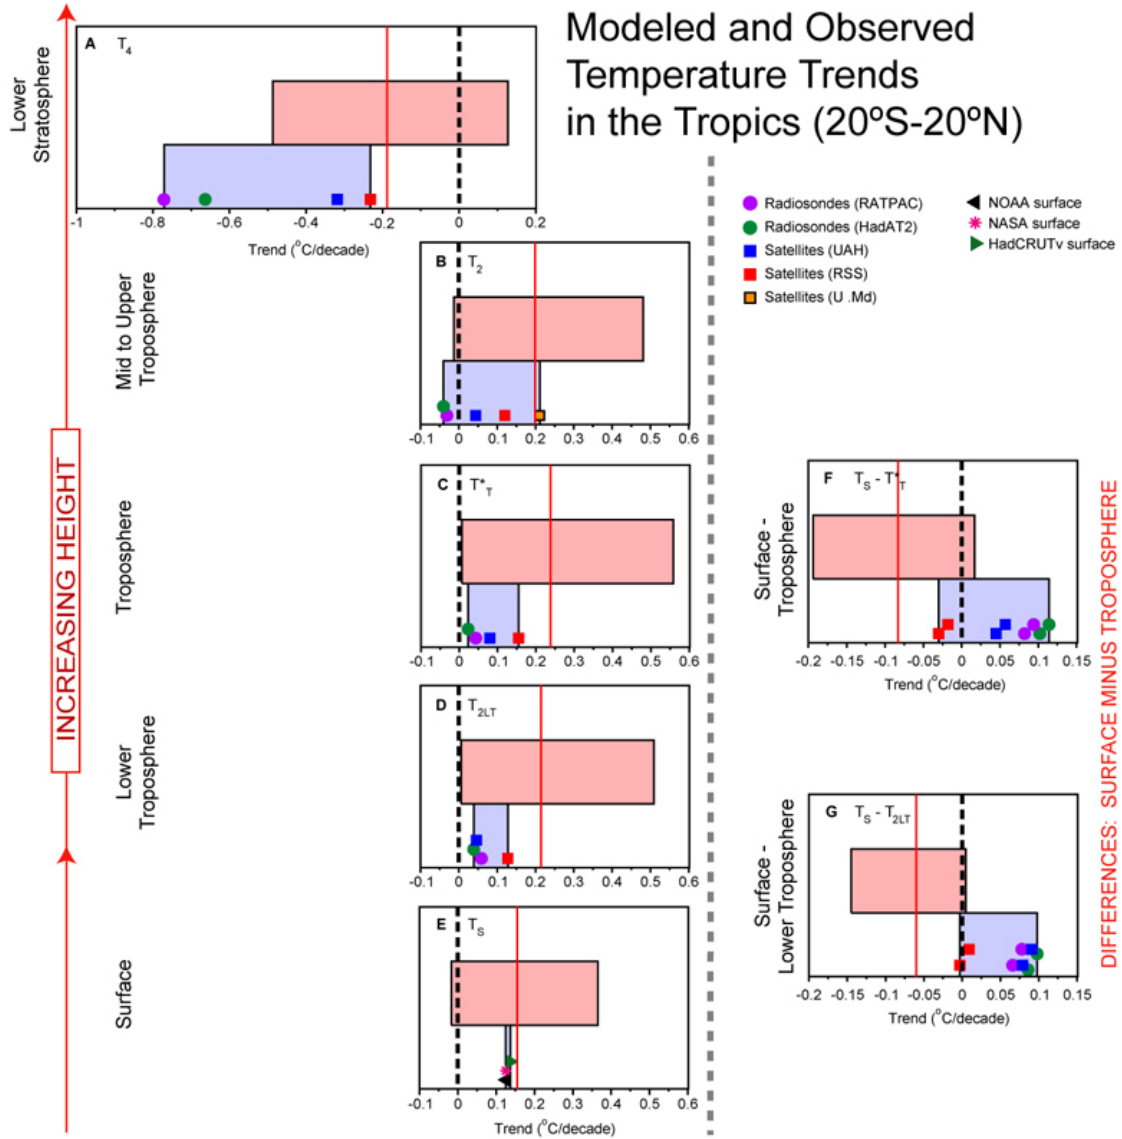 Modeled and Observed
Temperature Trends
in the Tropics (20ºS-20ºN)
INCREASING HEIGHT
Lower
Stratosphere
A T4
-1 -0.8 -0.6 -0.4 -0.2 0 0.2
Trend (°C/decade)
Radiosondes (RATPAC)
Radiosondes (HadAT2)
Satellites (UAH)
Satellites (RSS)
Satellites (U .Md)
NOAA surface
NASA surface
HadCRUTv surface
Mid to Upper
Troposphere
B T2
-0.1 0 0.1 0.2 0.3 0.4 0.5 0.6
Troposphere
C T*T
-0.1 0 0.1 0.2 0.3 0.4 0.5 0.6
Lower
Troposphere
D T2LT
-0.1 0 0.1 0.2 0.3 0.4 0.5 0.6
Surface
E TS
-0.1 0 0.1 0.2 0.3 0.4 0.5 0.6
Trend (°C/decade)
DIFFERENCES: SURFACE MINUS TROPOSPHERE
Surface -
Troposphere
F TS - T*T
-0.2 -0.15 -0.1 -0.05 0 0.05 0.1 0.15
Trend (°C/decade)
Surface -
Lower Troposphere
G TS - T2LT
-0.2 -0.15 -0.1 -0.05 0 0.05 0.1 0.15
Trend (°C/decade)